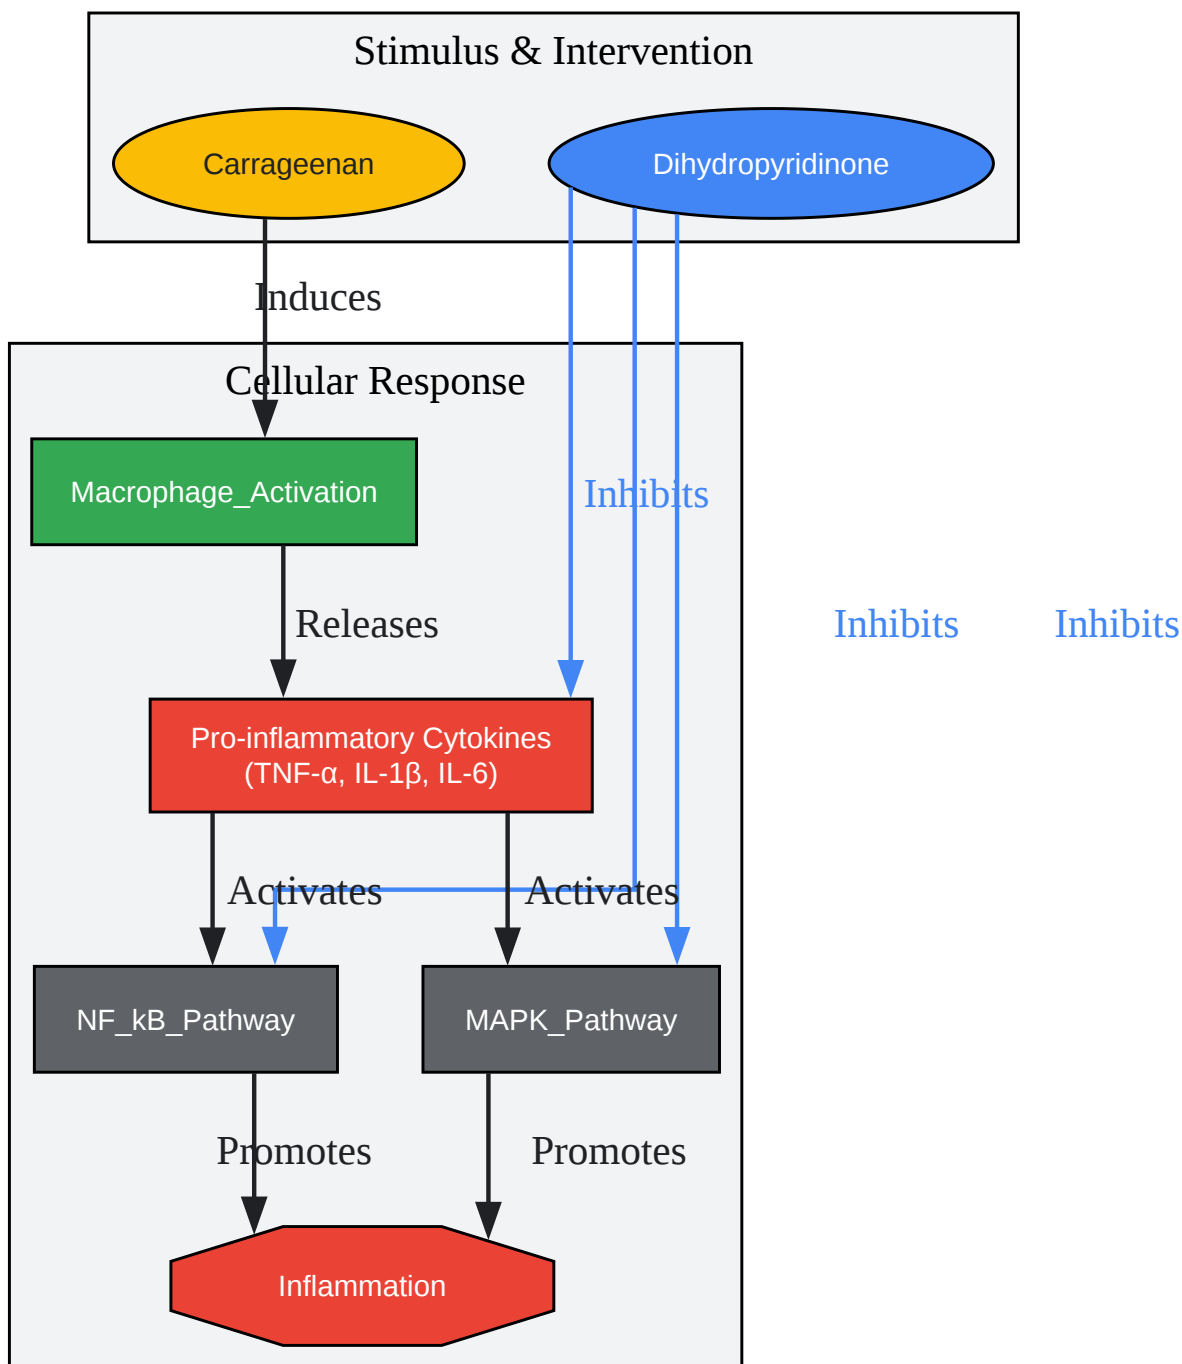 Stimulus & Intervention
Carrageenan
Dihydropyridinone
Induces
Cellular Response
Macrophage_Activation
Inhibits
Releases
Inhibits
Inhibits
Pro-inflammatory Cytokines
(TNF-α, IL-1β, IL-6)
Activates
Activates
NF_kB_Pathway
MAPK_Pathway
Promotes
Promotes
Inflammation